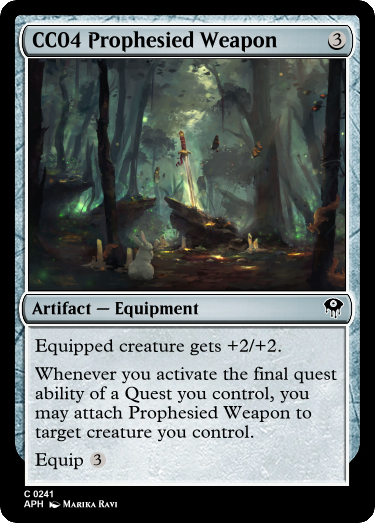 CC04 Prophesied Weapon 3
Artifact — Equipment
Equipped creature gets +2/+2.
Whenever you activate the final quest
ability of a Quest you control, you
may attach Prophesied Weapon to
target creature you control.
Equip 3
C 0241
APH Marika Ravi